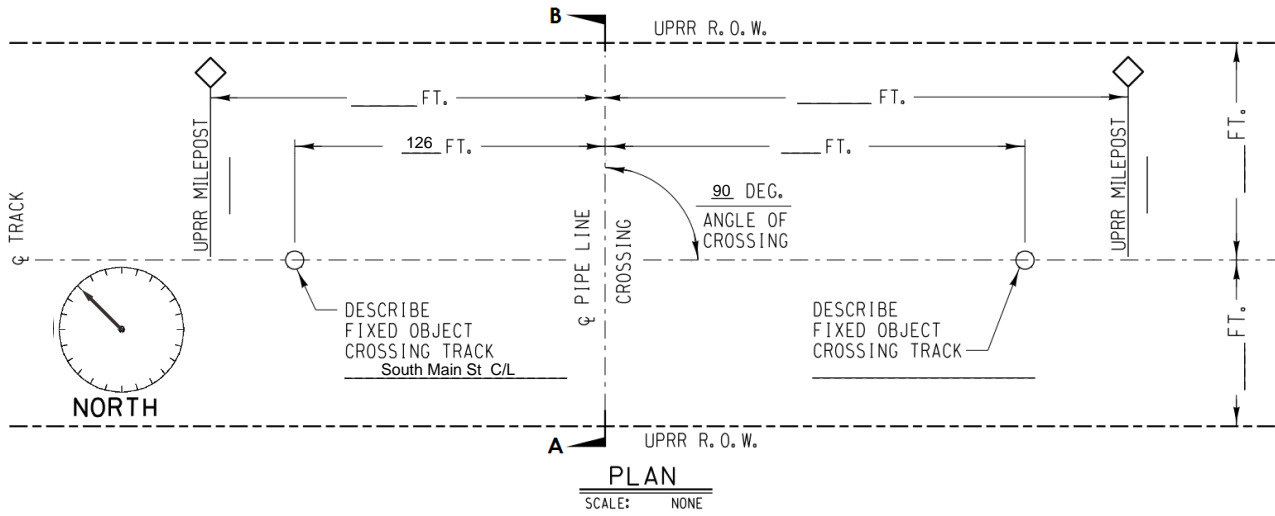 B
UPRR R. O. W.
______ FT.
______ FT.
126 FT.
____ FT.
FT.
UPRR MILEPOST
90 DEG.
ANGLE OF
CROSSING
UPRR MILEPOST
℄ TRACK
℄ PIPE LINE
CROSSING
DESCRIBE
FIXED OBJECT
CROSSING TRACK
South Main St C/L
DESCRIBE
FIXED OBJECT
CROSSING TRACK
FT.
NORTH
A
UPRR R. O. W.
PLAN
SCALE: NONE